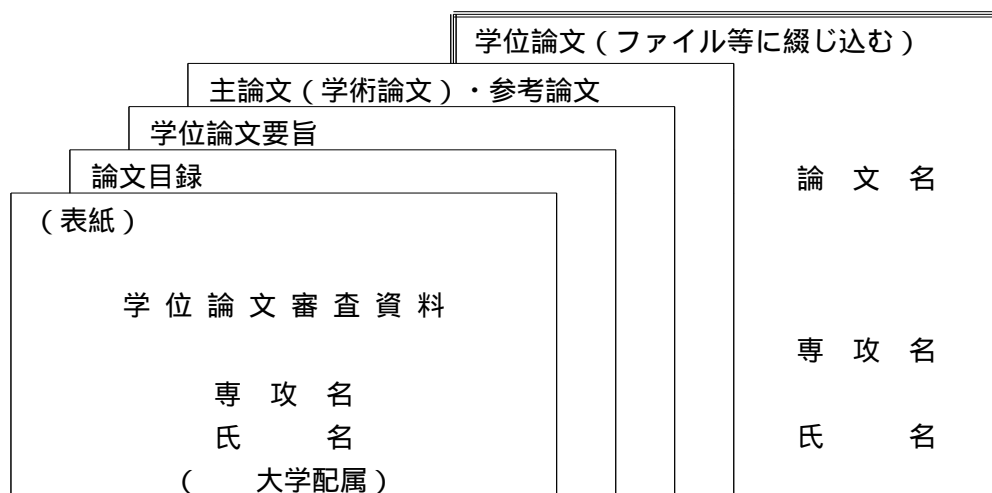 学位論文（ファイル等に綴じ込む）
主論文（学術論文）・参考論文
学位論文要旨
論文目録
（表紙）
学 位 論 文 審 査 資 料
専 攻 名
氏 名
（ 大学配属）
論 文 名
専 攻 名
氏 名